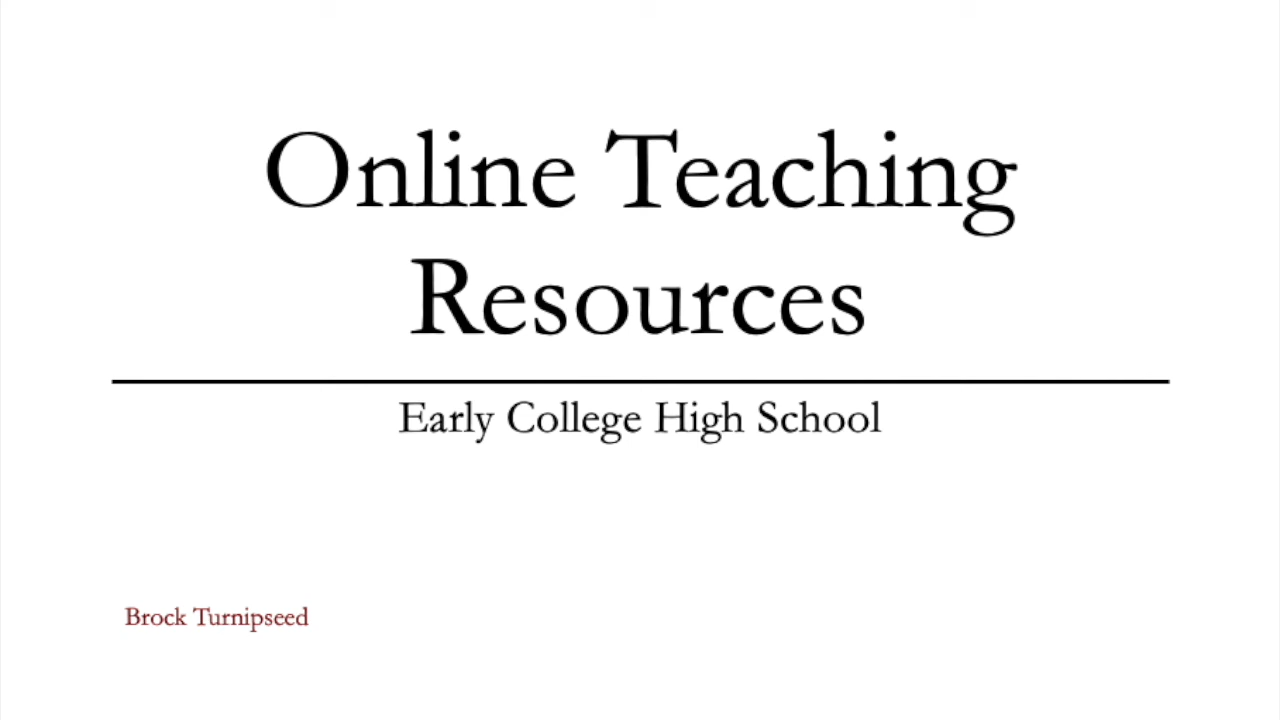 Online Teaching
Resources
Early College High School
Brock Turnipseed